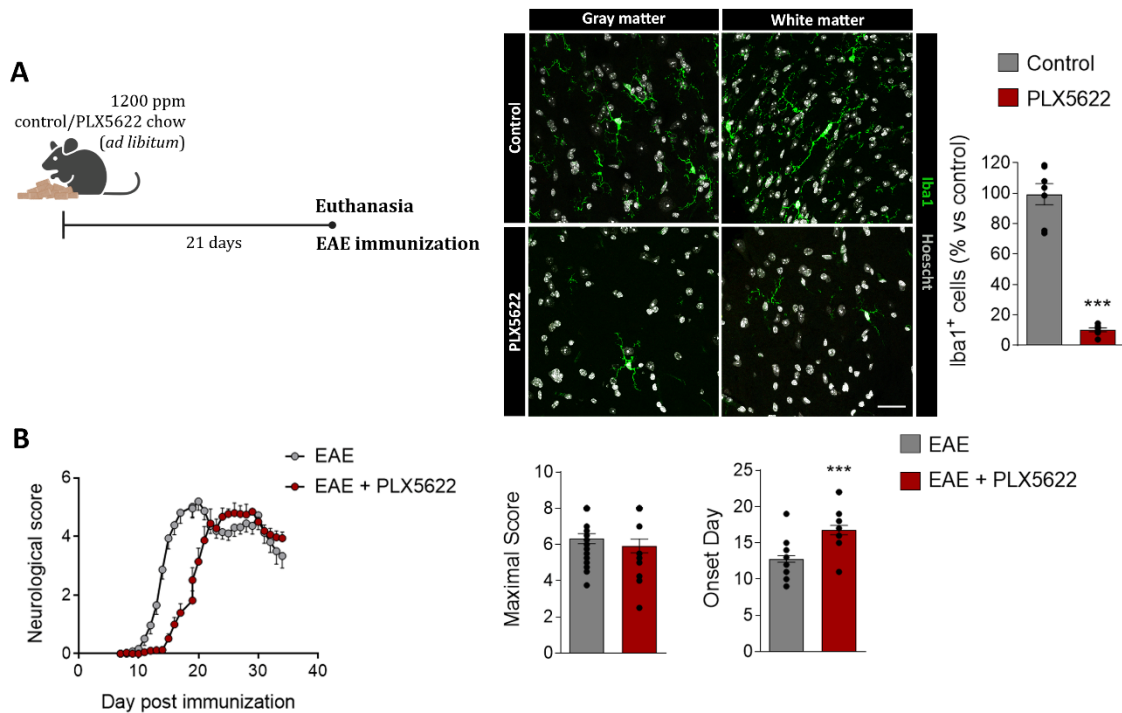 A
1200 ppm
control/PLX5622 chow
(ad libitum)
21 days
Euthanasia
EAE immunization
Gray matter
White matter
Control
PLX5622
Iba1
Hoescht
Control
PLX5622
Iba1+ cells (% vs control)
120
100
80
60
40
20
0
***
B
Neurological score
6
4
2
0
0 10 20 30 40
Day post immunization
EAE
EAE + PLX5622
Maximal Score
10
8
6
4
2
0
Onset Day
25
20
15
10
5
0
***
EAE
EAE + PLX5622